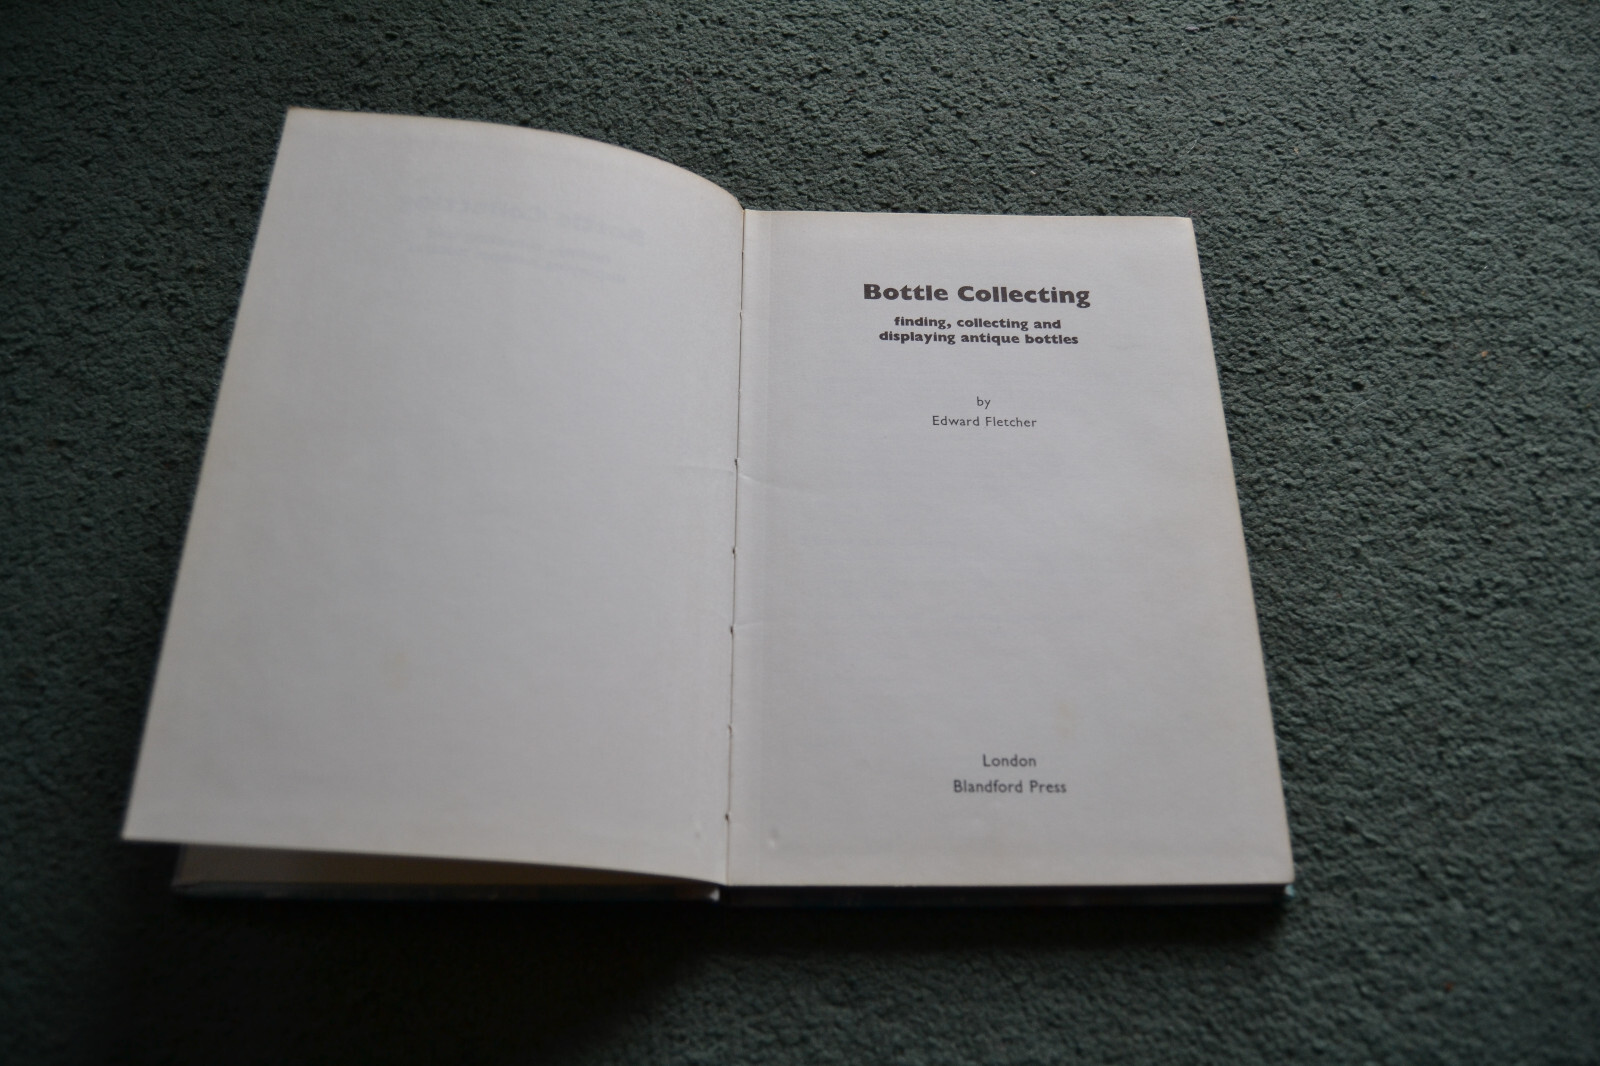 Bottle Collecting
finding, collecting and
displaying antique bottles
by
Edward Fletcher
London
Blandford Press